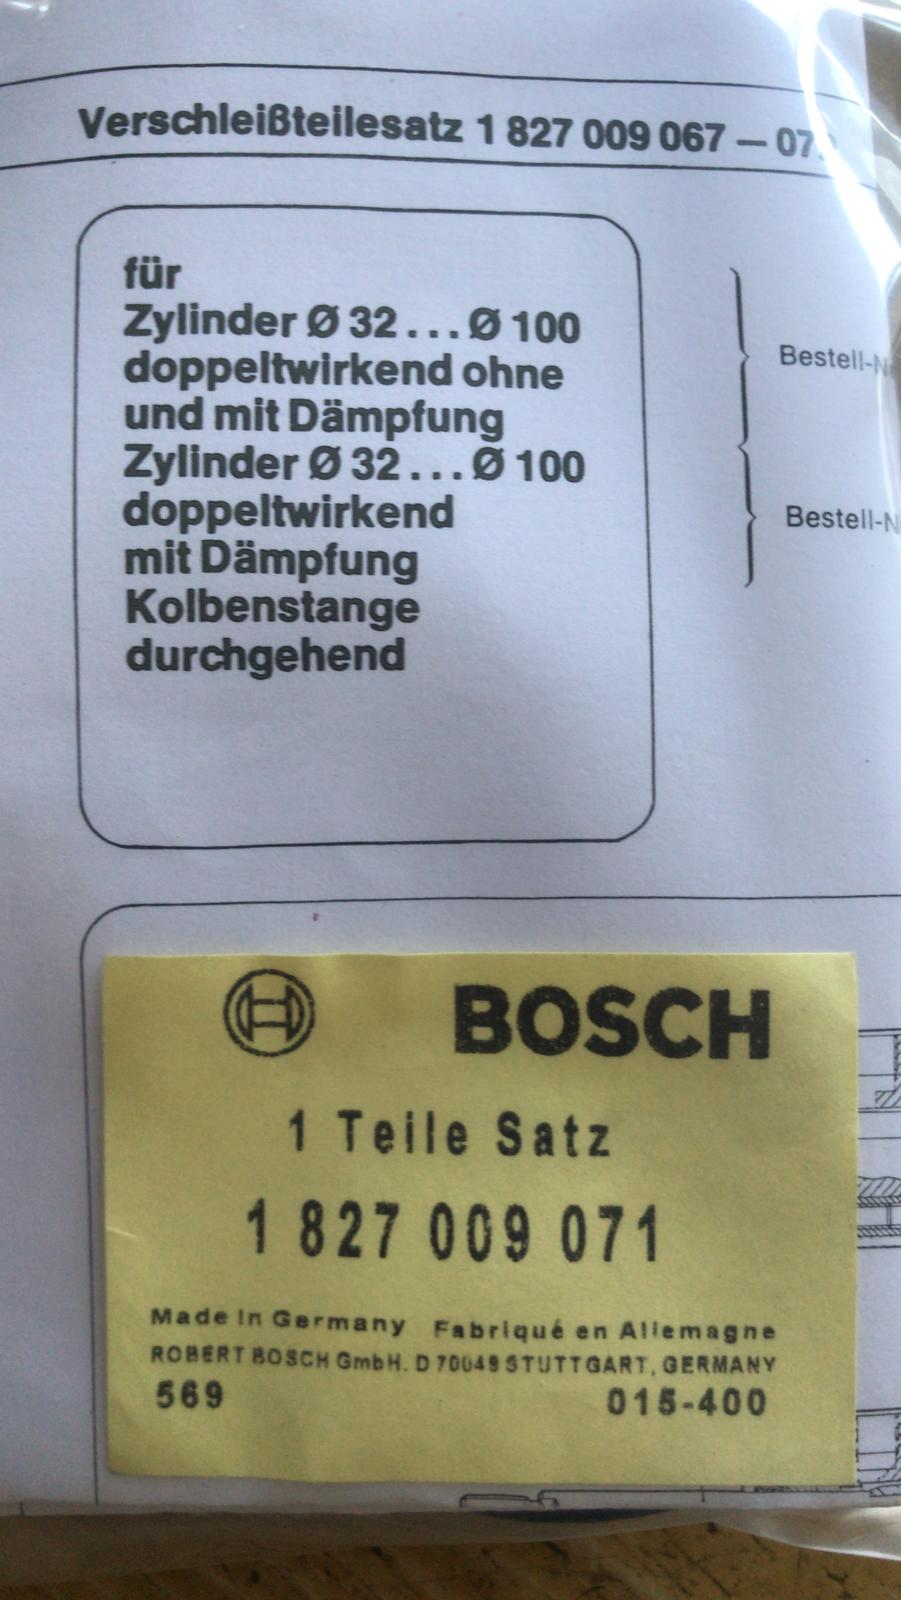 Verschleißteilesatz 1 827 009 067 — 07
für
Zylinder Ø 32 . . . Ø 100
doppeltwirkend ohne
und mit Dämpfung
Zylinder Ø 32 . . . Ø 100
doppeltwirkend
mit Dämpfung
Kolbenstange
durchgehend
Bestell-N
Bestell-N
BOSCH
1 Teile Satz
1 827 009 071
Made in Germany Fabriqué en Allemagne
ROBERT BOSCH GmbH. D 70049 STUTTGART, GERMANY
569 015-400